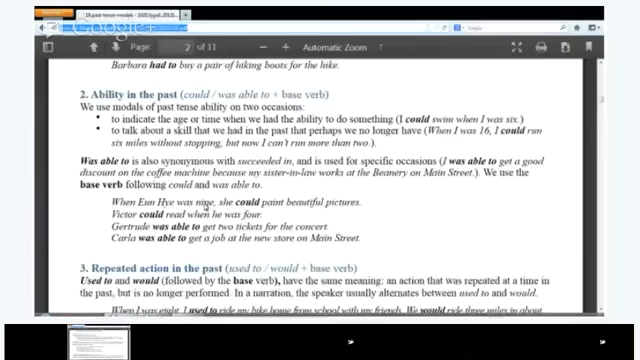 Google+
Page: 2 of 11
Automatic Zoom
Barbara had to buy a pair of hiking boots for the hike.
2. Ability in the past (could / was able to + base verb)
We use modals of past tense ability on two occasions:
• to indicate the age or time when we had the ability to do something (I could swim when I was six.)
• to talk about a skill that we had in the past that perhaps we no longer have (When I was 16, I could run
six miles without stopping, but now I can't run more than two.).
Was able to is also synonymous with succeeded in, and is used for specific occasions (I was able to get a good
discount on the coffee machine because my sister-in-law works at the Beanery on Main Street.). We use the
base verb following could and was able to.
When Eun Hye was nine, she could paint beautiful pictures.
Victor could read when he was four.
Gertrude was able to get two tickets for the concert.
Carla was able to get a job at the new store on Main Street.
3. Repeated action in the past (used to / would + base verb)
Used to and would (followed by the base verb), have the same meaning: an action that was repeated at a time in
the past, but is no longer performed. In a narration, the speaker usually alternates between used to and would.
When I was eight, I used to ride my bike home from school with my friends. We would ride three miles in about